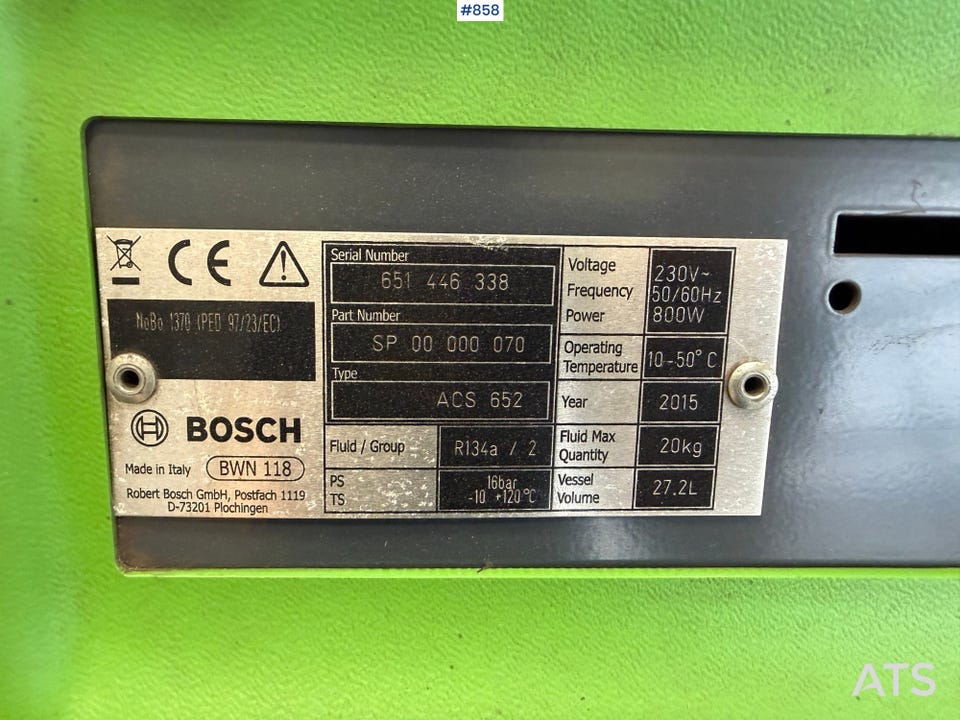 #858
CE
NoBo 1370 (PED 97/23/EC)
BOSCH
Made in Italy BWN 118
Robert Bosch GmbH, Postfach 1119
D-73201 Plochingen
Serial Number
651 446 338
Part Number
SP 00 000 070
Type
ACS 652
Fluid / Group R134a / 2
PS 16bar
TS -10 +120°C
Voltage 230V~
Frequency 50/60Hz
Power 800W
Operating
Temperature 10-50°C
Year 2015
Fluid Max
Quantity 20kg
Vessel
Volume 27.2L
ATS